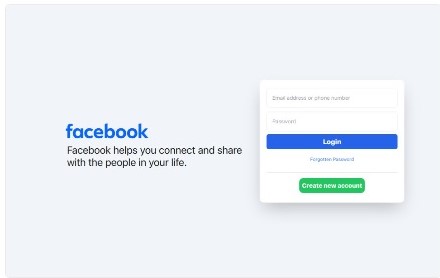 facebook
Facebook helps you connect and share
with the people in your life.
Email address or phone number
Password
Login
Forgotten Password
Create new account